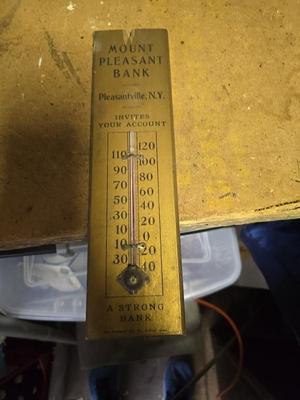 MOUNT
PLEASANT
BANK
Pleasantville, N.Y.
INVITES
YOUR ACCOUNT
120
110
100
90
80
70
60
50
40
30
20
10
0
10
20
30
40
A STRONG
BANK